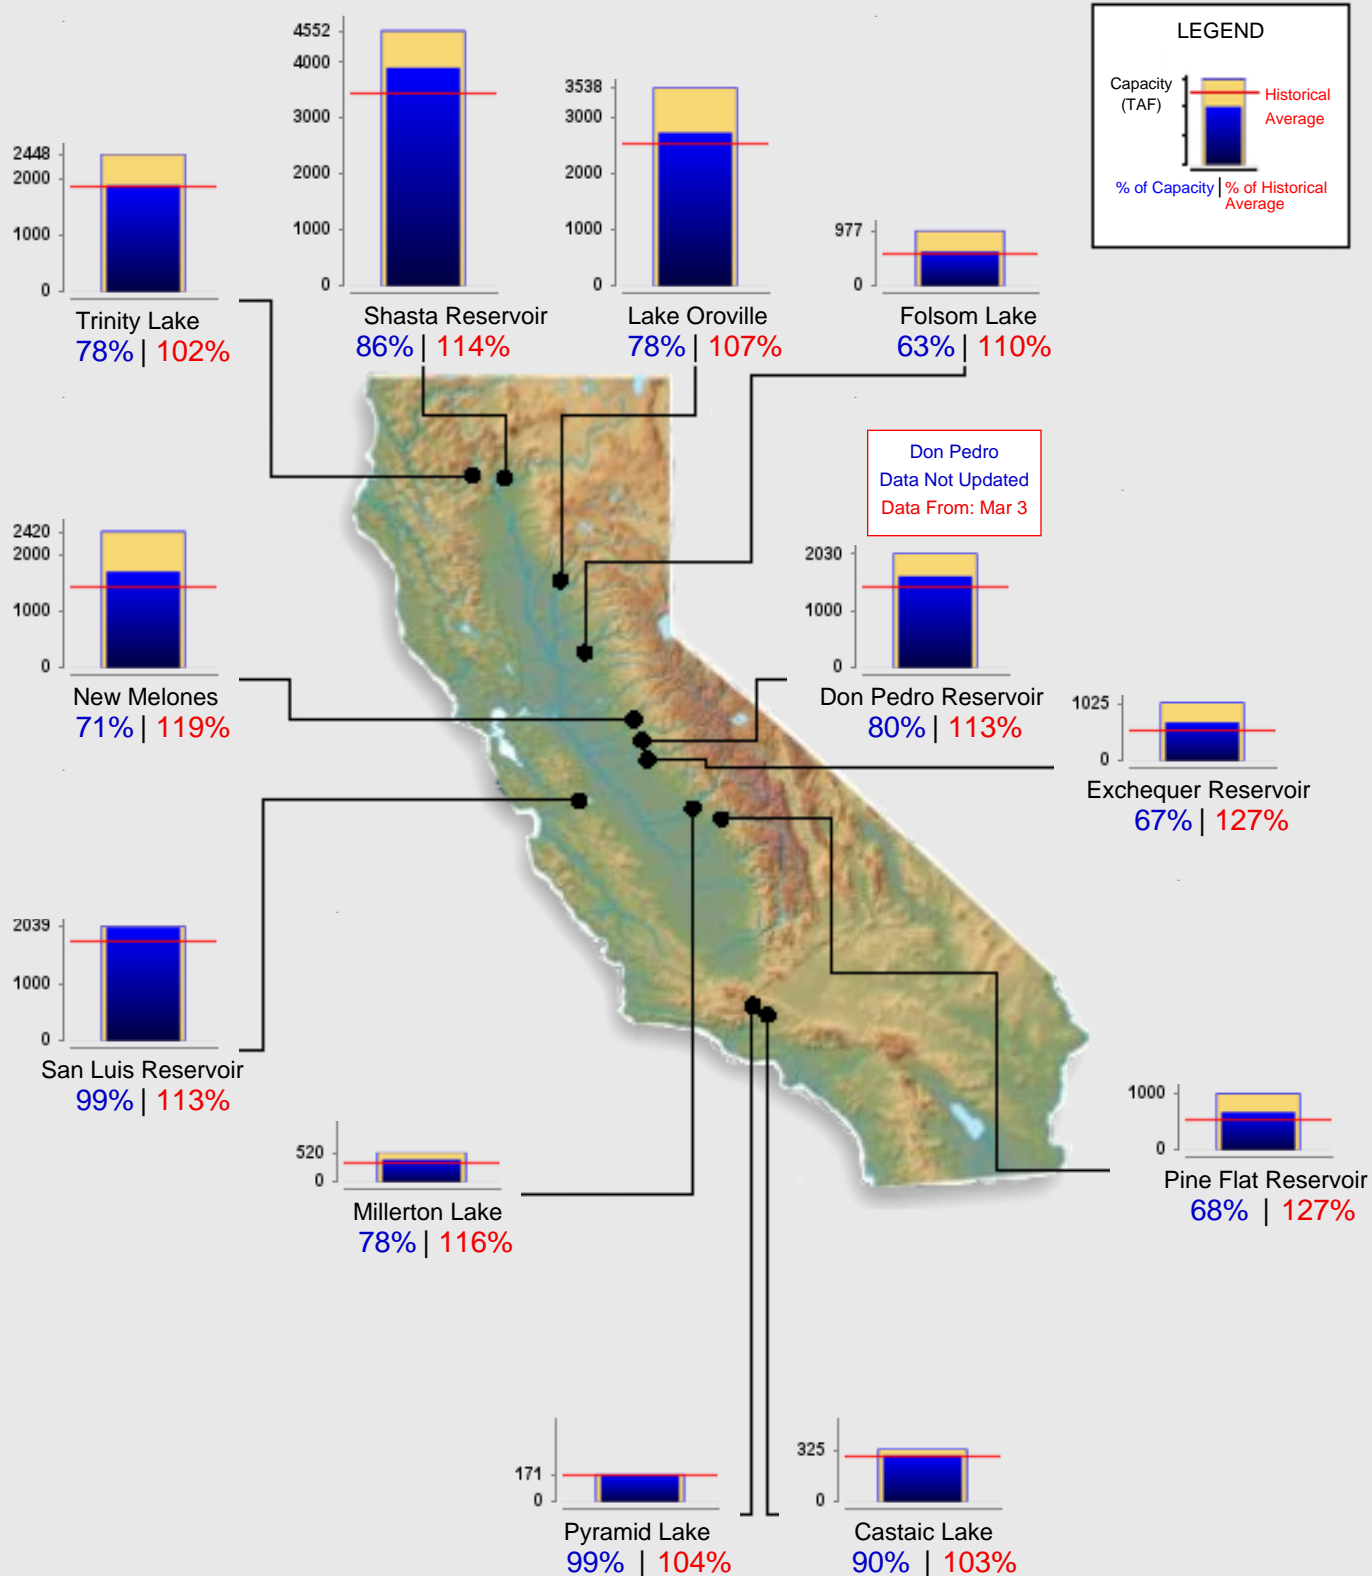 LEGEND
Capacity
(TAF)
Historical
Average
% of Capacity | % of Historical
Average
4552
4000
3000
2000
1000
0
Shasta Reservoir
86% | 114%
3538
3000
2000
1000
0
Lake Oroville
78% | 107%
2448
2000
1000
0
Trinity Lake
78% | 102%
977
0
Folsom Lake
63% | 110%
Don Pedro
Data Not Updated
Data From: Mar 3
2420
2000
1000
0
New Melones
71% | 119%
2030
1000
0
Don Pedro Reservoir
80% | 113%
1025
0
Exchequer Reservoir
67% | 127%
2039
1000
0
San Luis Reservoir
99% | 113%
520
0
Millerton Lake
78% | 116%
1000
0
Pine Flat Reservoir
68% | 127%
171
0
Pyramid Lake
99% | 104%
325
0
Castaic Lake
90% | 103%